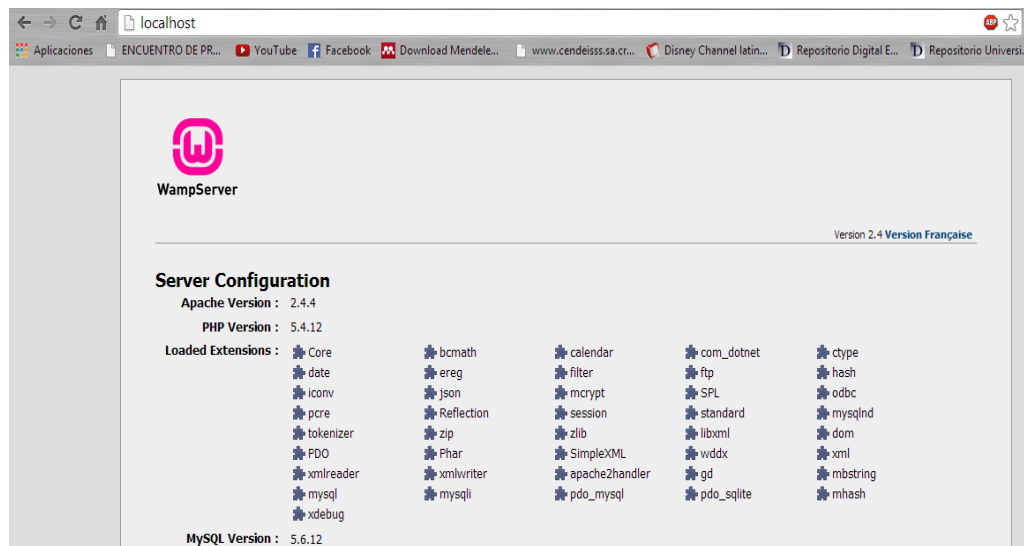 localhost
ABP
Aplicaciones ENCUENTRO DE PR... YouTube Facebook Download Mendele... www.cendeisss.sa.cr... Disney Channel latin... Repositorio Digital E... Repositorio Universi...
WampServer
Version 2.4 Version Française
Server Configuration
Apache Version : 2.4.4
PHP Version : 5.4.12
Loaded Extensions : Core bcmath calendar com_dotnet ctype
date ereg filter ftp hash
iconv json mcrypt SPL odbc
pcre Reflection session standard mysqlnd
tokenizer zip zlib libxml dom
PDO Phar SimpleXML wddx xml
xmlreader xmlwriter apache2handler gd mbstring
mysql mysqli pdo_mysql pdo_sqlite mhash
xdebug
MySQL Version : 5.6.12